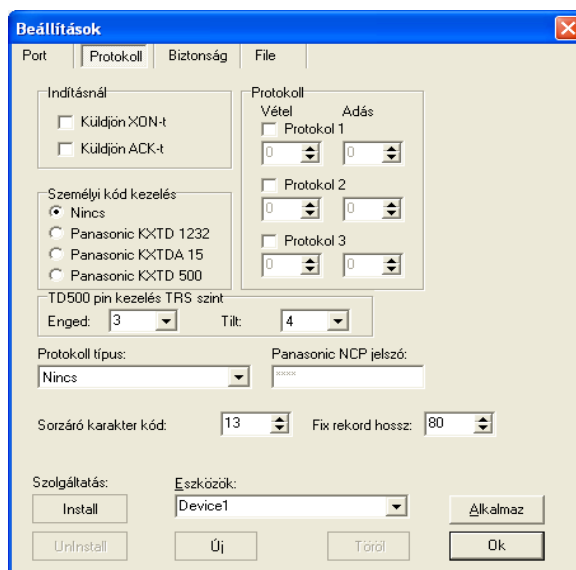 Beállítások
Port Protokoll Biztonság File
Indításnál
Küldjön XON-t
Küldjön ACK-t
Protokoll
Vétel Adás
Protokol 1
0 0
Protokol 2
0 0
Protokol 3
0 0
Személyi kód kezelés
Nincs
Panasonic KXTD 1232
Panasonic KXTDA 15
Panasonic KXTD 500
TD500 pin kezelés TRS szint
Enged: 3 Tilt: 4
Protokoll típus: Panasonic NCP jelszó:
Nincs ****
Sorzáró karakter kód: 13 Fix rekord hossz: 80
Szolgáltatás: Eszközök:
Install Device1 Alkalmaz
UnInstall Új Töröl Ok